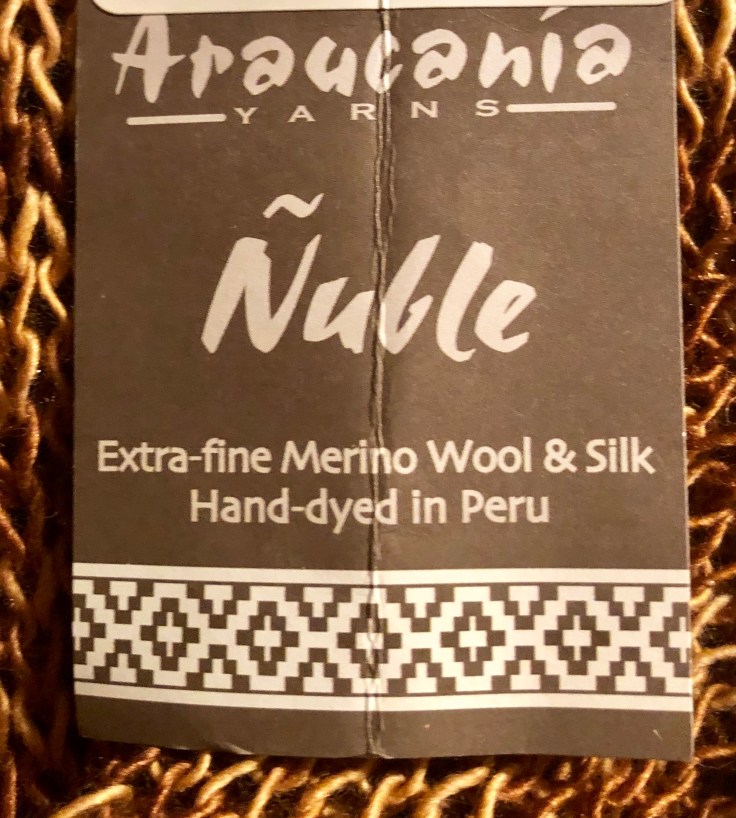 Araucanía
YARNS
Ñuble
Extra-fine Merino Wool & Silk
Hand-dyed in Peru